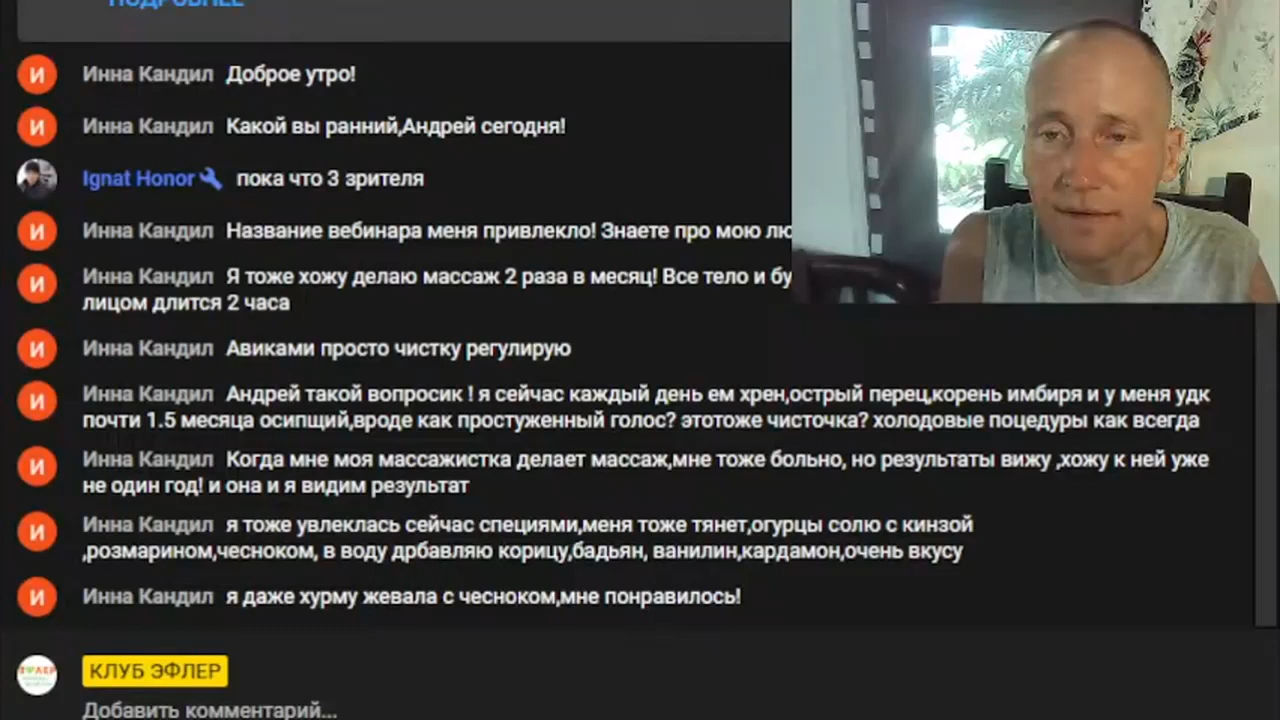 ПОДРОБНЕЕ
Инна Кандил Доброе утро!
Инна Кандил Какой вы ранний,Андрей сегодня!
Ignat Honor пока что 3 зрителя
Инна Кандил Название вебинара меня привлекло! Знаете про мою лю
Инна Кандил Я тоже хожу делаю массаж 2 раза в месяц! Все тело и бу
лицом длится 2 часа
Инна Кандил Авиками просто чистку регулирую
Инна Кандил Андрей такой вопросик ! я сейчас каждый день ем хрен,острый перец,корень имбиря и у меня удк
почти 1.5 месяца осипщий,вроде как простуженный голос? этотоже чисточка? холодовые поцедуры как всегда
Инна Кандил Когда мне моя массажистка делает массаж,мне тоже больно, но результаты вижу ,хожу к ней уже
не один год! и она и я видим результат
Инна Кандил я тоже увлеклась сейчас специями,меня тоже тянет,огурцы солю с кинзой
,розмарином,чесноком, в воду дрбавляю корицу,бадьян, ванилин,кардамон,очень вкусу
Инна Кандил я даже хурму жевала с чесноком,мне понравилось!
КЛУБ ЭФЛЕР
Добавить комментарий...